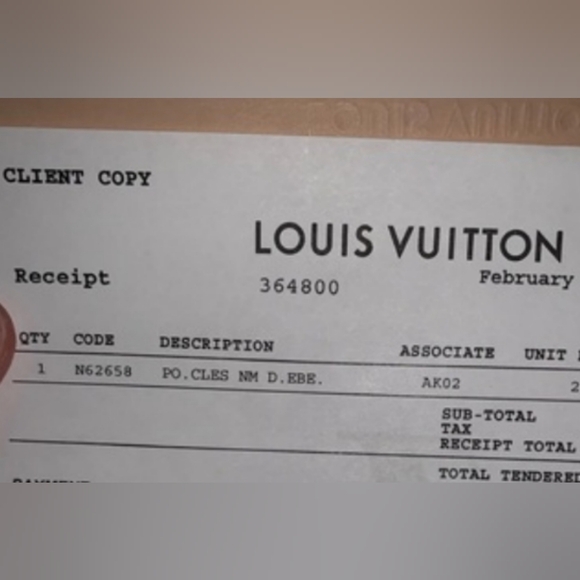 CLIENT COPY
LOUIS VUITTON
Receipt 364800 February
QTY CODE DESCRIPTION ASSOCIATE UNIT
1 N62658 PO.CLES NM D.EBE. AK02 2
SUB-TOTAL
TAX
RECEIPT TOTAL
TOTAL TENDERED